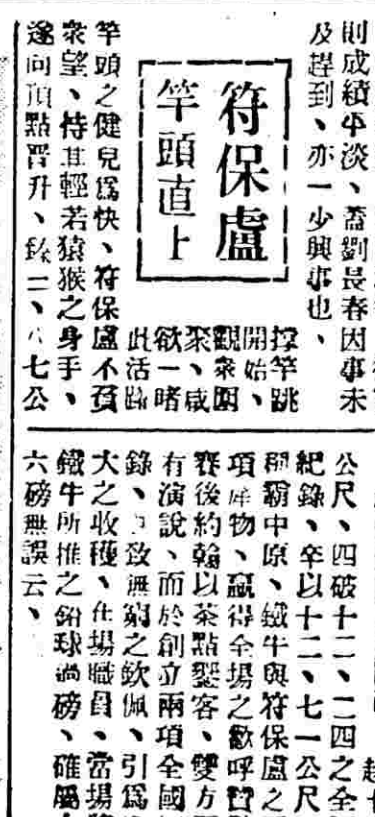 則成績平淡、蓋劉長春因事未
及趕到、亦一少興事也、
符保盧
竿頭直上
撑竿跳
開始、
觀衆圍
聚、咸
欲一睹
此活躍
竿頭之健兒爲快、符保盧不負
衆望、恃其輕若猿猴之身手、
遂向頂點晋升、二、七公
公尺、四破十二、二四之全
紀錄、卒以十二、七一公尺
稱霸中原、鐵牛與符保盧之
項物、贏得全場之歡呼
賽後約翰以茶點饗客、雙方
有演說、而於創立兩項全國
錄、致無窮之欽佩、引爲
大之收穫、在場職員、當場
鐵牛所推之鉛球過磅、確屬
六磅無誤云、